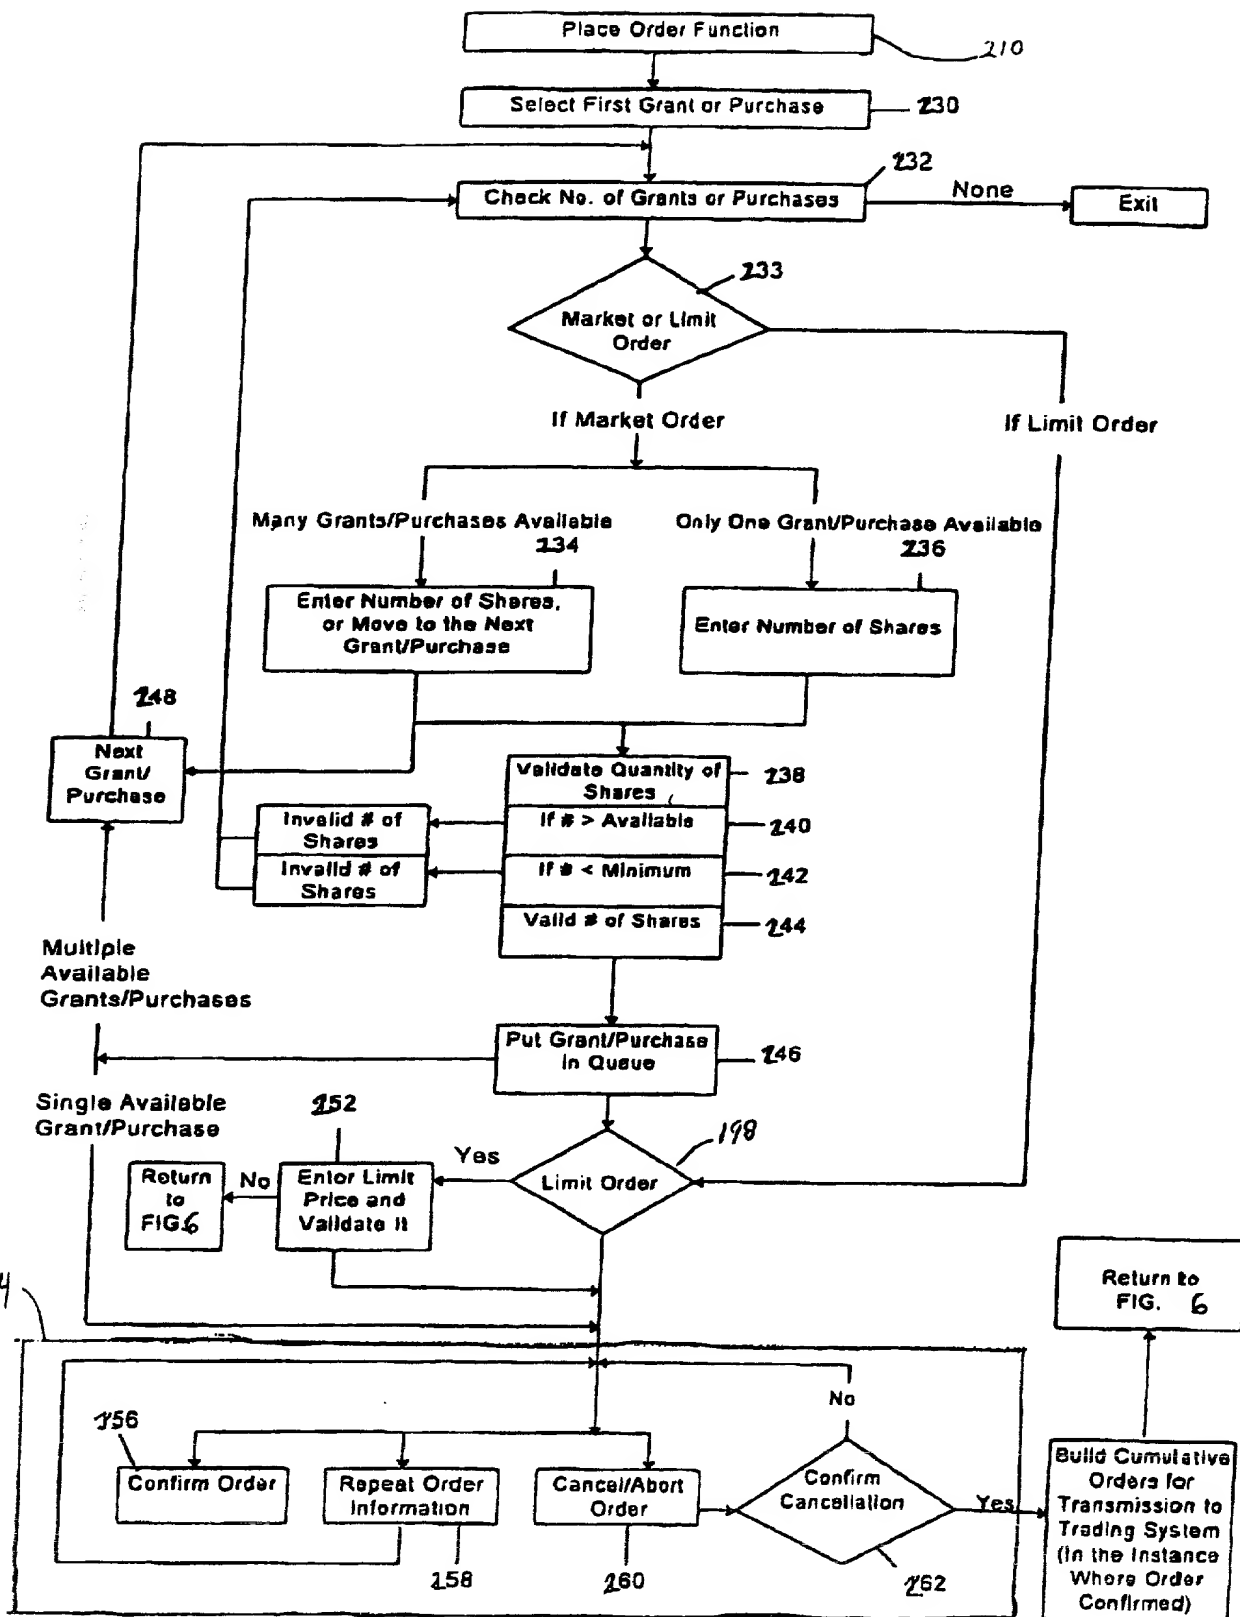 Place Order Function
210
Select First Grant or Purchase
230
232
Check No. of Grants or Purchases
None
Exit
233
Market or Limit
Order
If Market Order
If Limit Order
Many Grants/Purchases Available
234
Only One Grant/Purchase Available
236
Enter Number of Shares,
or Move to the Next
Grant/Purchase
Enter Number of Shares
248
Next
Grant/
Purchase
Validate Quantity of
Shares
238
Invalid # of
Shares
If # > Available
240
Invalid # of
Shares
If # < Minimum
242
Valid # of Shares
244
Multiple
Available
Grants/Purchases
Put Grant/Purchase
in Queue
246
Single Available
Grant/Purchase
252
198
Yes
Limit Order
Return
to
FIG.6
No
Enter Limit
Price and
Validate It
4
Return to
FIG. 6
No
256
Confirm Order
Repeat Order
Information
Cancel/Abort
Order
Confirm
Cancellation
Yes
258
260
262
Build Cumulative
Orders for
Transmission to
Trading System
(In the Instance
Where Order
Confirmed)